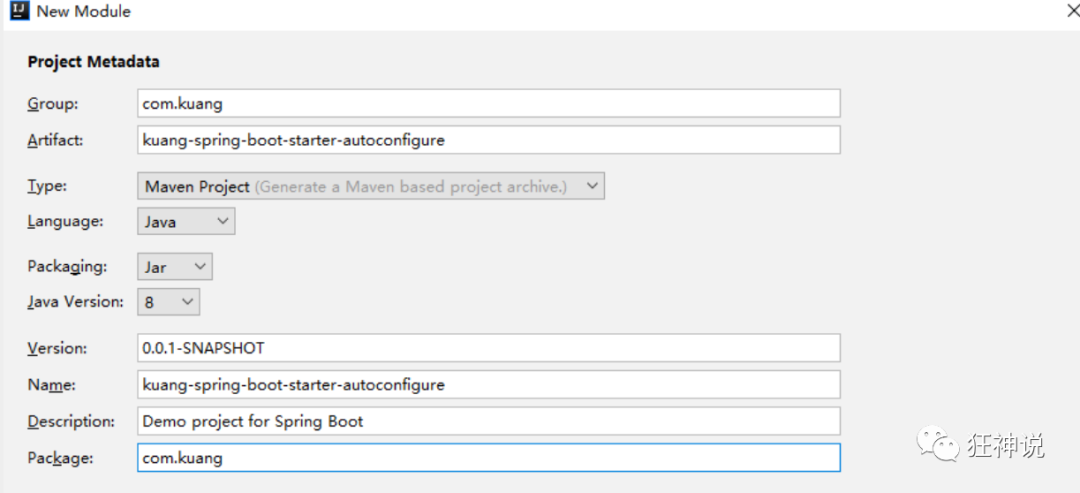 New Module
Project Metadata
Group: com.kuang
Artifact: kuang-spring-boot-starter-autoconfigure
Type: Maven Project (Generate a Maven based project archive.)
Language: Java
Packaging: Jar
Java Version: 8
Version: 0.0.1-SNAPSHOT
Name: kuang-spring-boot-starter-autoconfigure
Description: Demo project for Spring Boot
Package: com.kuang
狂神说